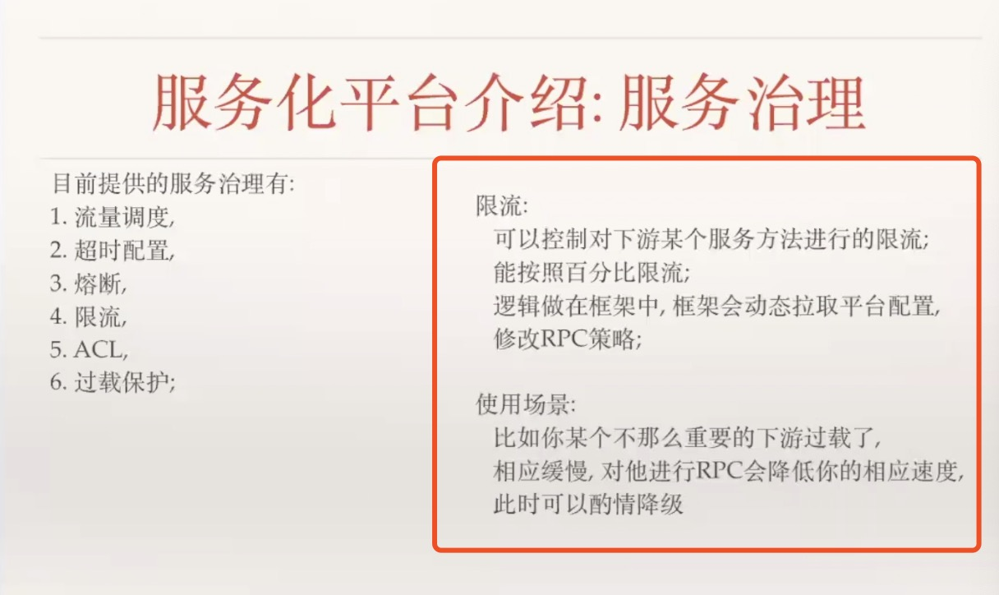 服务化平台介绍: 服务治理
目前提供的服务治理有:
1. 流量调度,
2. 超时配置,
3. 熔断,
4. 限流,
5. ACL,
6. 过载保护;
限流:
可以控制对下游某个服务方法进行的限流;
能按照百分比限流;
逻辑做在框架中, 框架会动态拉取平台配置,
修改RPC策略;
使用场景:
比如你某个不那么重要的下游过载了,
相应缓慢, 对他进行RPC会降低你的相应速度,
此时可以酌情降级